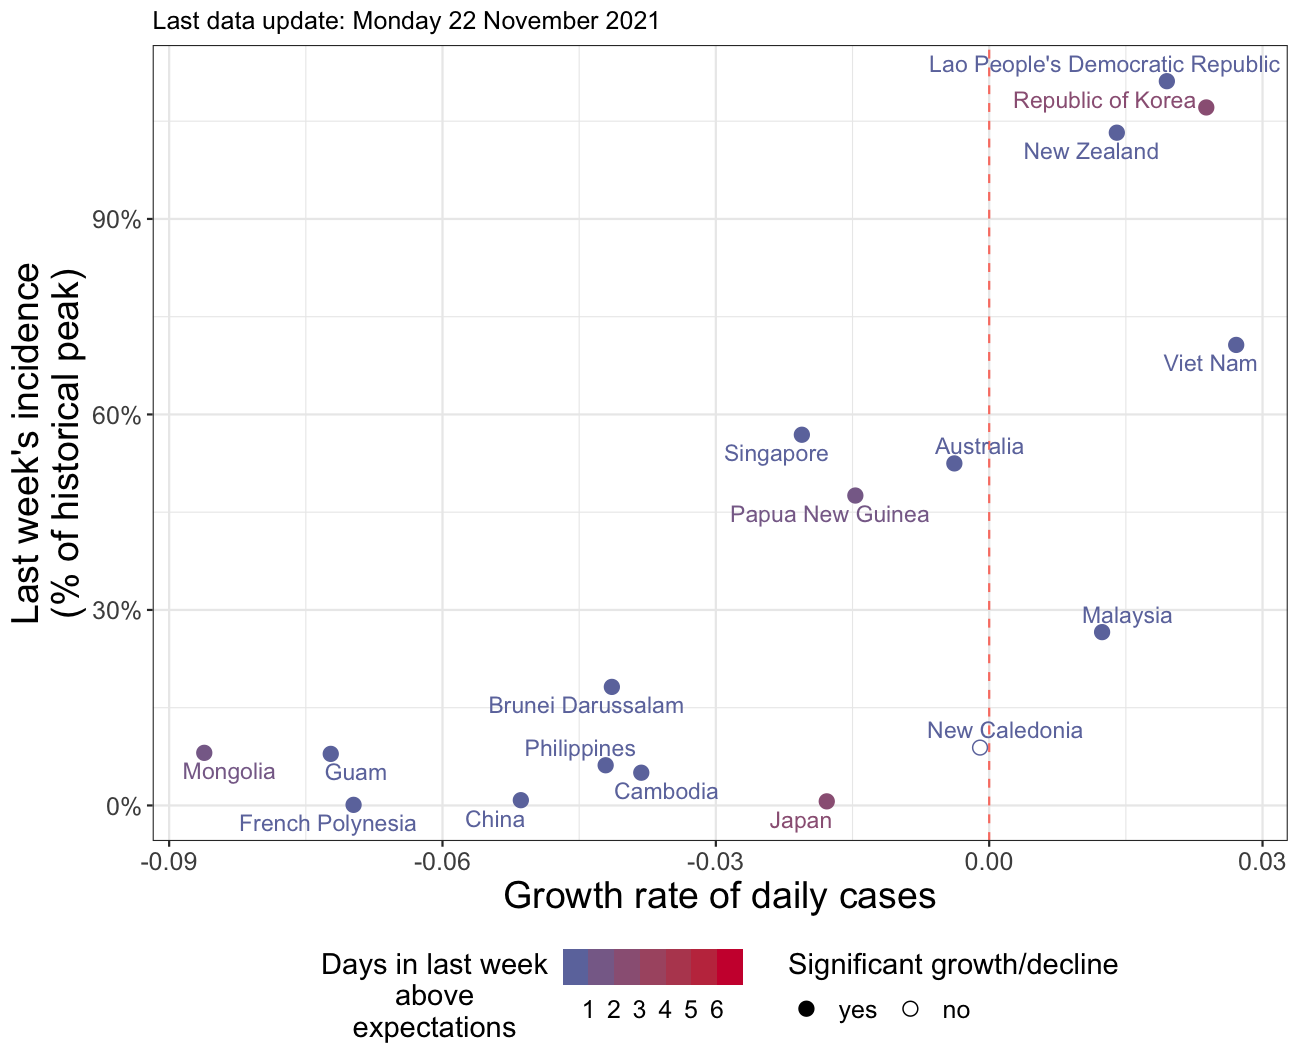 Last data update: Monday 22 November 2021
Lao People's Democratic Republic
Republic of Korea
New Zealand
90%
Viet Nam
60%
Singapore
Australia
Papua New Guinea
30%
Malaysia
Brunei Darussalam
New Caledonia
Philippines
Mongolia
Guam
Cambodia
0%
French Polynesia
China
Japan
Last week's incidence
(% of historical peak)
-0.09 -0.06 -0.03 0.00 0.03
Growth rate of daily cases
Days in last week
above
expectations
1 2 3 4 5 6
Significant growth/decline
yes no